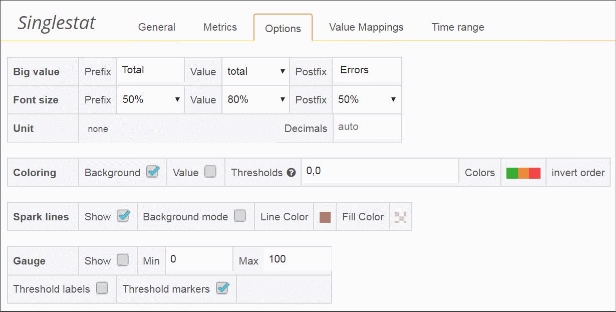 Singlestat General Metrics Options Value Mappings Time range
Big value Prefix Total Value total Postfix Errors
Font size Prefix 50% Value 80% Postfix 50%
Unit none Decimals auto
Coloring Background Value Thresholds 0,0 Colors invert order
Spark lines Show Background mode Line Color Fill Color
Gauge Show Min 0 Max 100
Threshold labels Threshold markers